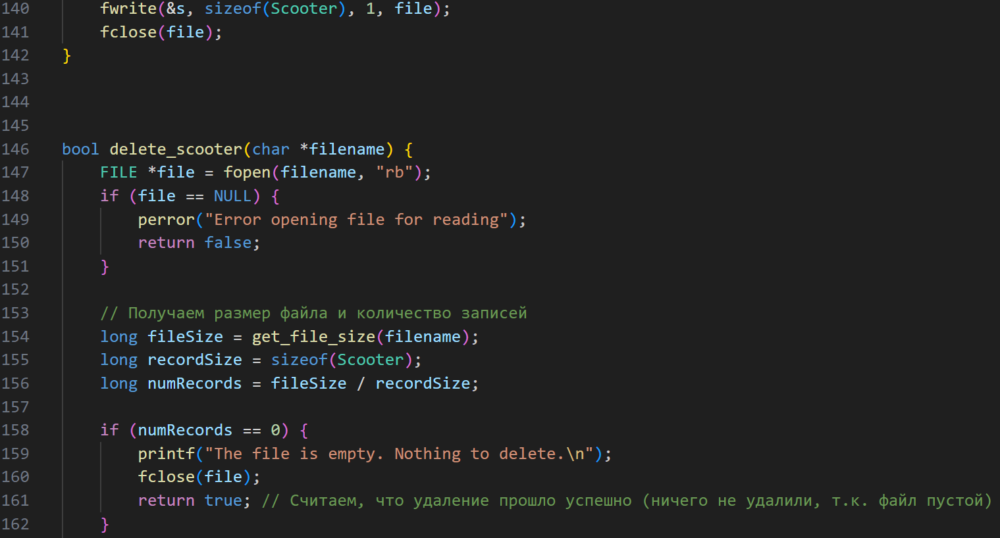 140 fwrite(&s, sizeof(Scooter), 1, file);
141 fclose(file);
142 }
143
144
145
146 bool delete_scooter(char *filename) {
147 FILE *file = fopen(filename, "rb");
148 if (file == NULL) {
149 perror("Error opening file for reading");
150 return false;
151 }
152
153 // Получаем размер файла и количество записей
154 long fileSize = get_file_size(filename);
155 long recordSize = sizeof(Scooter);
156 long numRecords = fileSize / recordSize;
157
158 if (numRecords == 0) {
159 printf("The file is empty. Nothing to delete.\n");
160 fclose(file);
161 return true; // Считаем, что удаление прошло успешно (ничего не удалили, т.к. файл пустой)
162 }